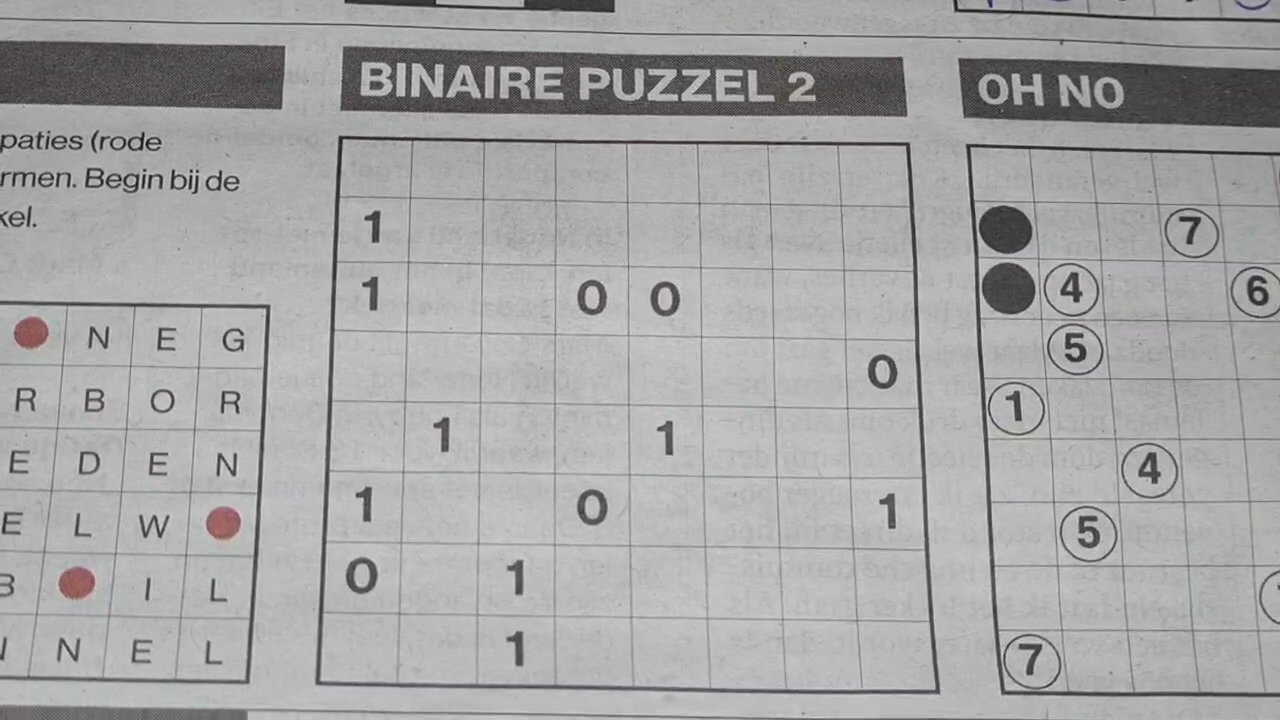 paties (rode
rmen. Begin bij de
kel.
N E G
R B O R
E D E N
E L W
B I L
N E L
BINAIRE PUZZEL 2
1
1 0 0
0
1 1
1 0 1
0 1
1
OH NO
7
4 6
5
1
4
5
7